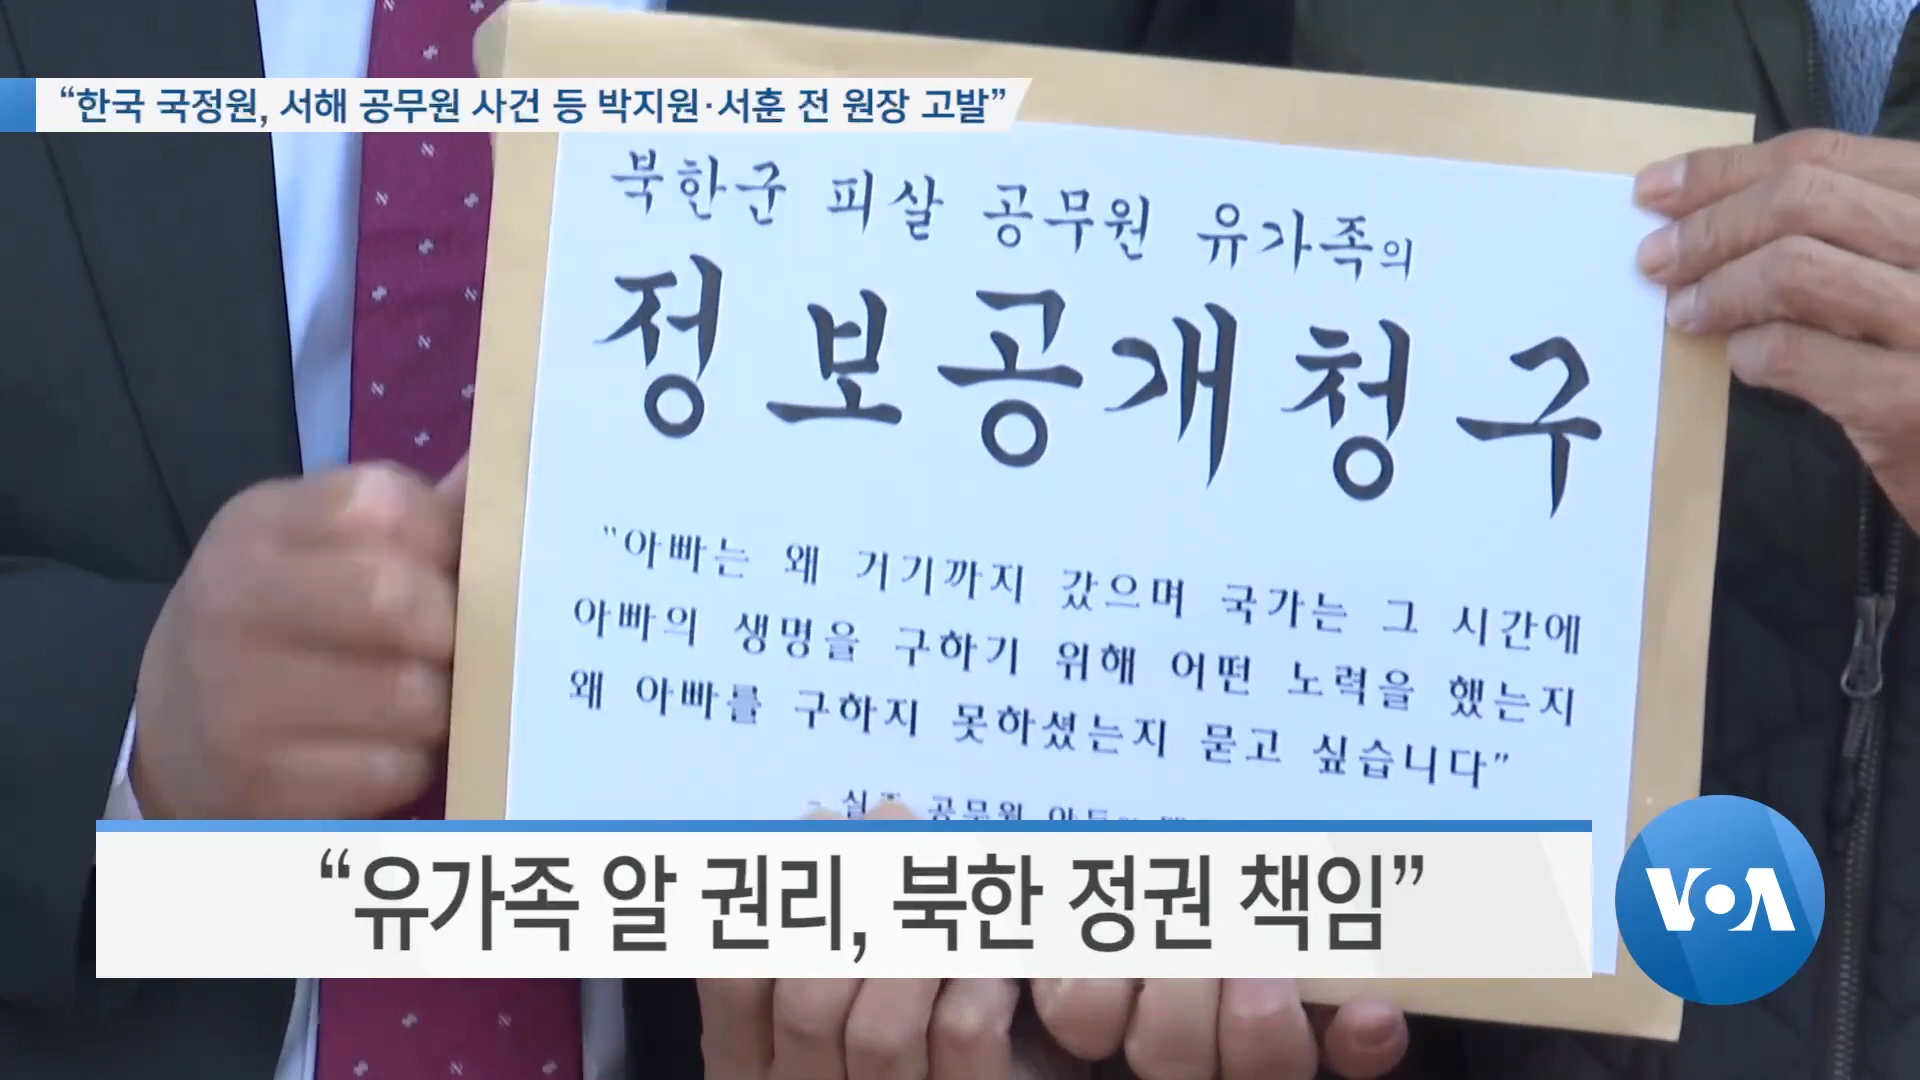 “한국 국정원, 서해 공무원 사건 등 박지원·서훈 전 원장 고발”
북한군 피살 공무원 유가족의
정보공개청구
"아빠는 왜 거기까지 갔으며 국가는 그 시간에
아빠의 생명을 구하기 위해 어떤 노력을 했는지
왜 아빠를 구하지 못하셨는지 묻고 싶습니다"
공무원
“유가족 알 권리, 북한 정권 책임”
VOA